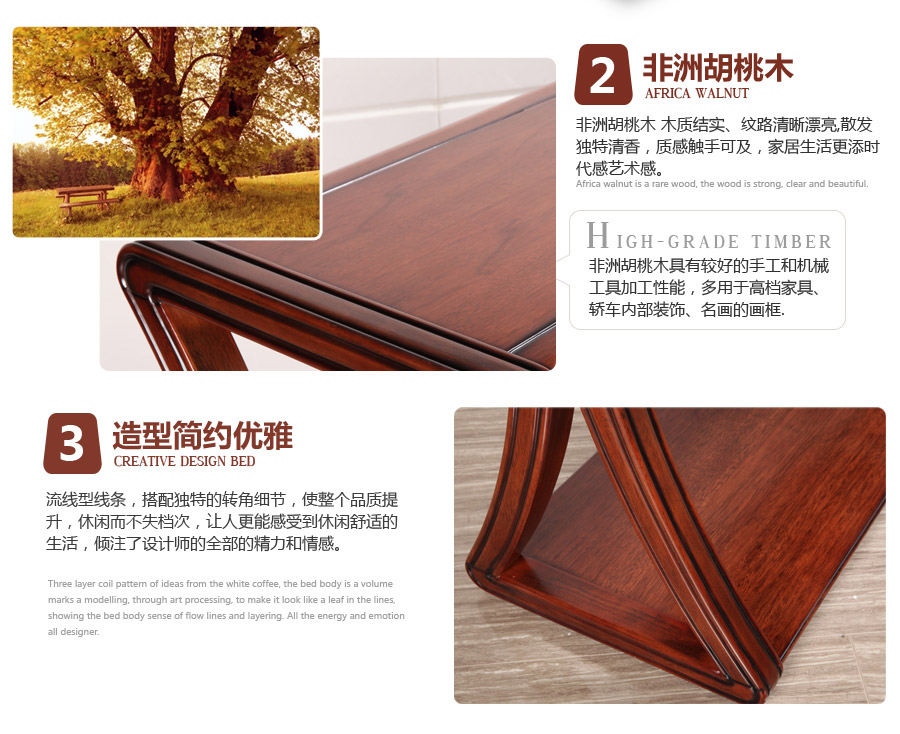 2
非洲胡桃木
AFRICA WALNUT
非洲胡桃木 木质结实、纹路清晰漂亮,散发
独特清香，质感触手可及，家居生活更添时
代感艺术感。
Africa walnut is a rare wood, the wood is strong, clear and beautiful.
HIGH-GRADE TIMBER
非洲胡桃木具有较好的手工和机械
工具加工性能，多用于高档家具、
轿车内部装饰、名画的画框.
3
造型简约优雅
CREATIVE DESIGN BED
流线型线条，搭配独特的转角细节，使整个品质提
升，休闲而不失档次，让人更能感受到休闲舒适的
生活，倾注了设计师的全部的精力和情感。
Three layer coil pattern of ideas from the white coffee, the bed body is a volume
marks a modelling, through art processing, to make it look like a leaf in the lines,
showing the bed body sense of flow lines and layering. All the energy and emotion
all designer.